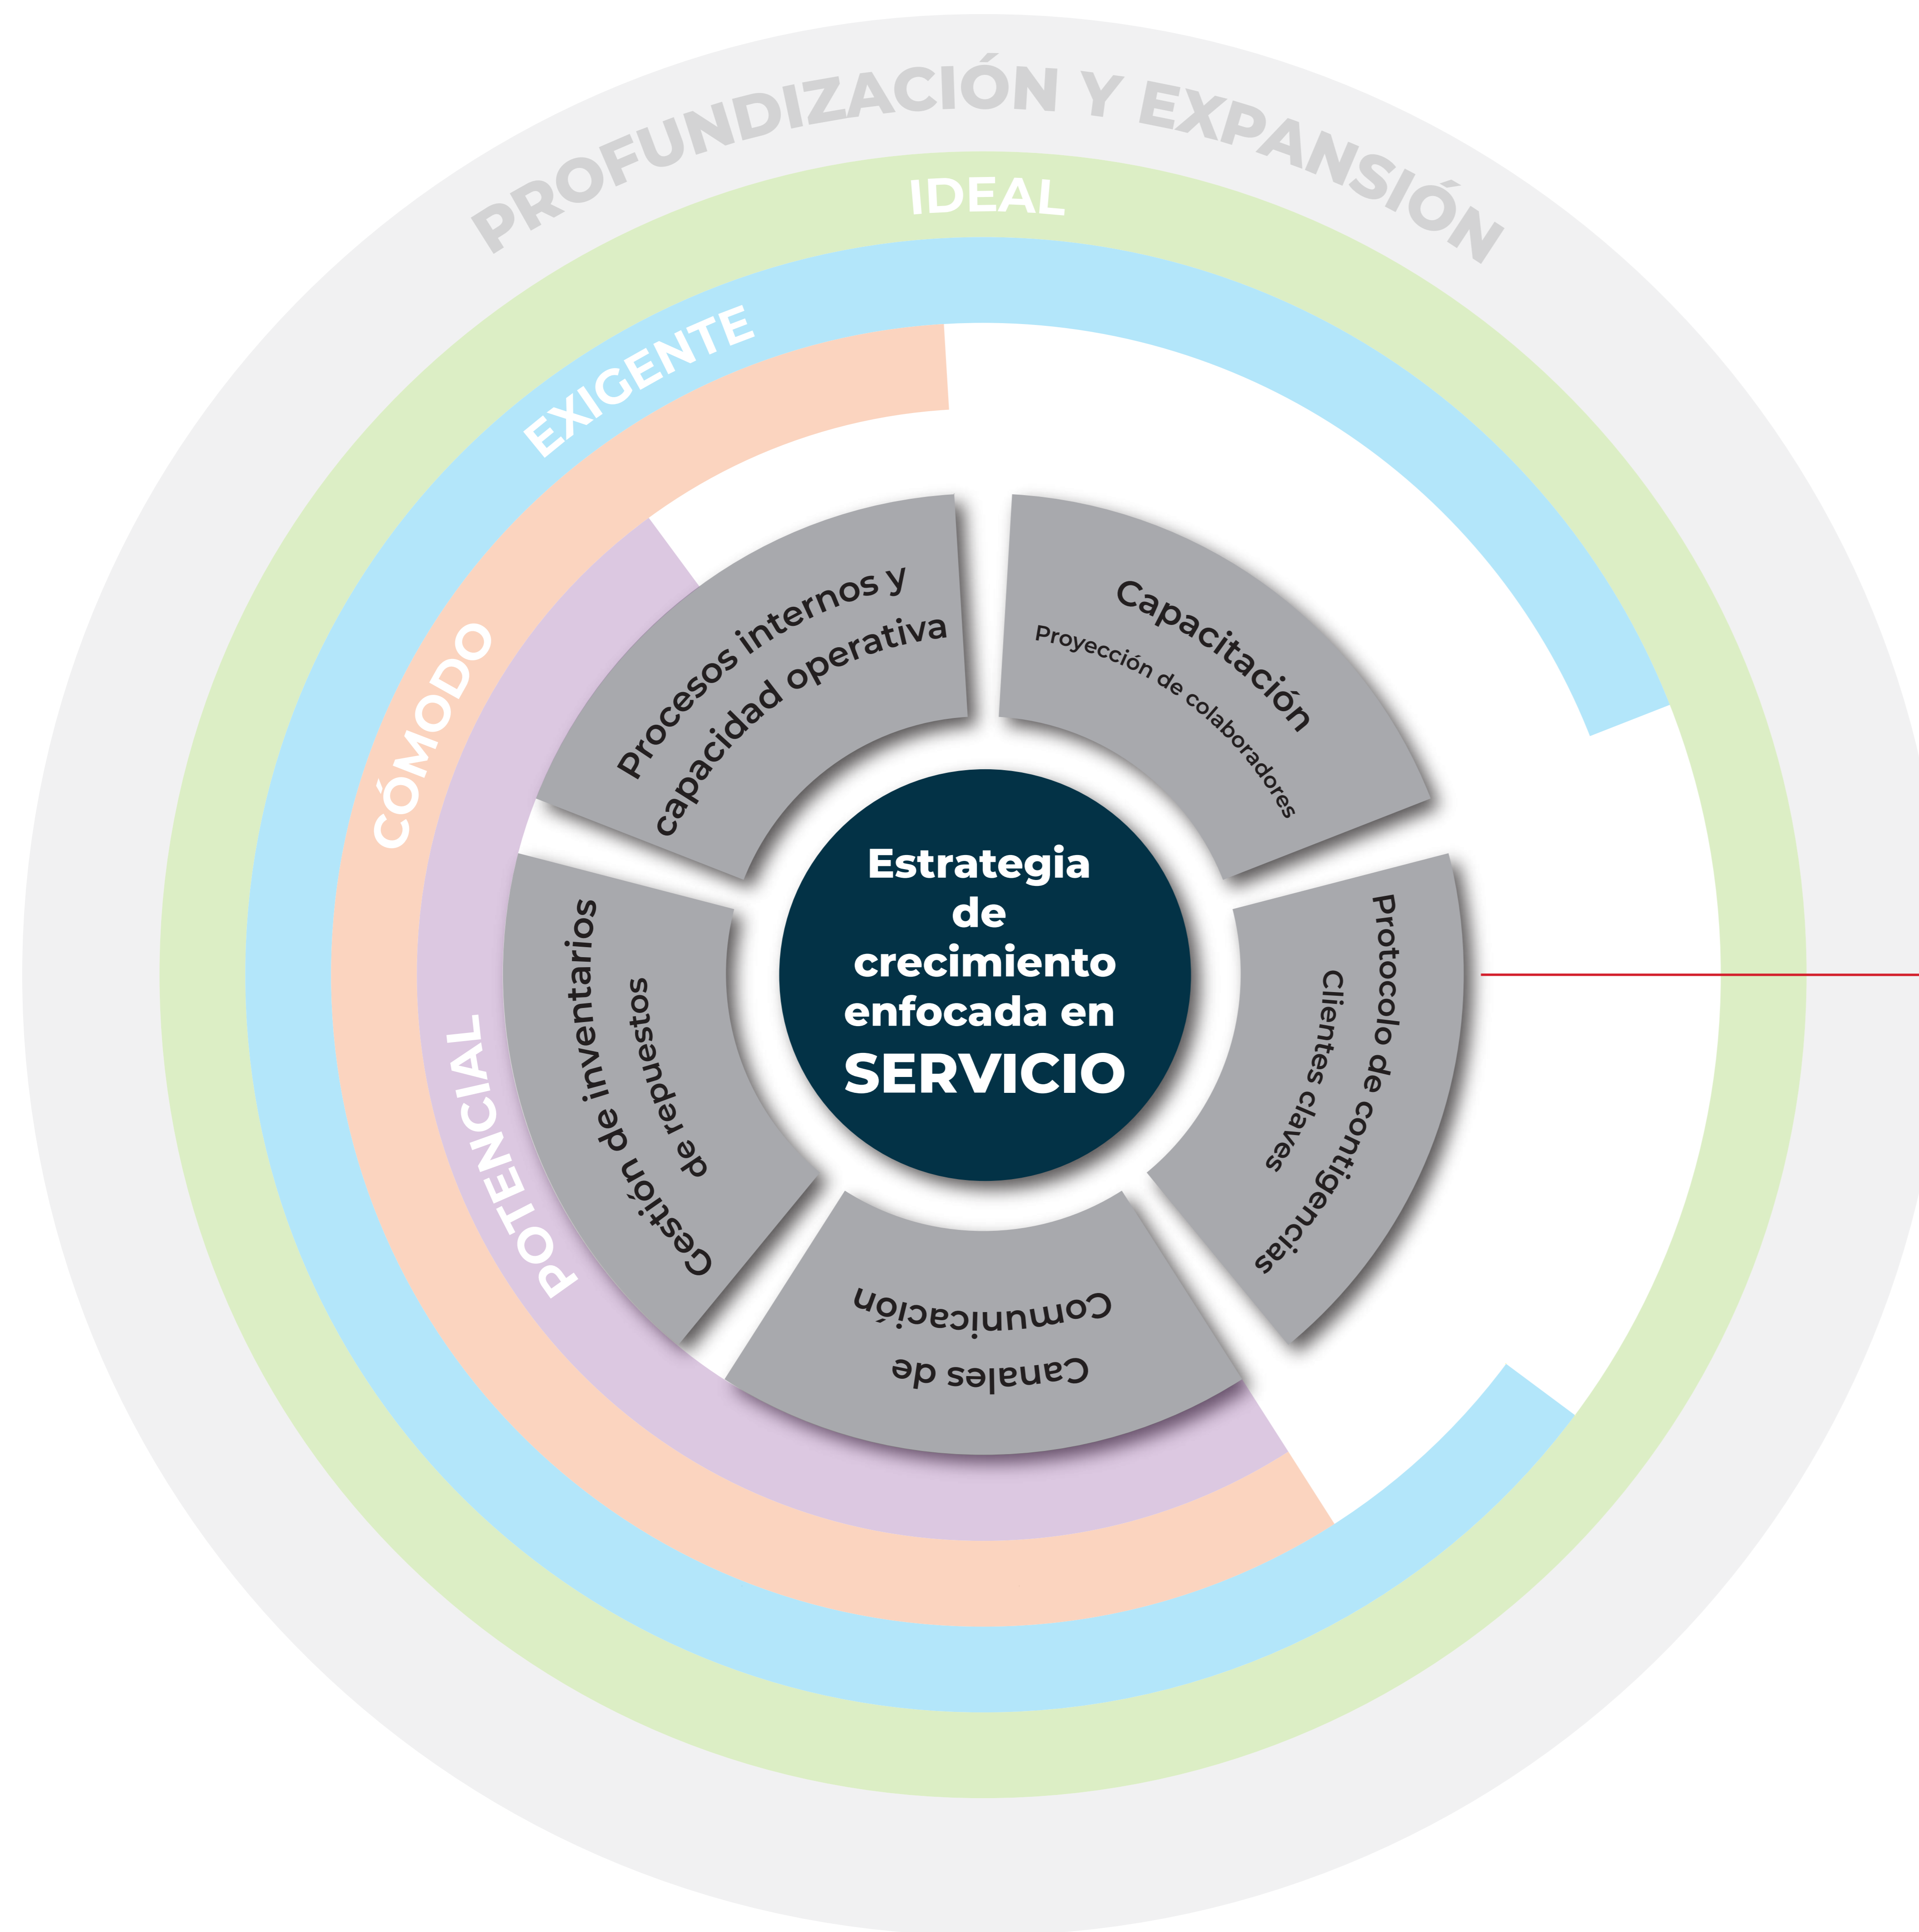 PROFUNDIZACIÓN Y EXPANSIÓN
IDEAL
EXIGENTE
CÓMODO
POTENCIAL
Procesos internos y
capacidad operativa
Capacitación
Proyección de colaboradores
Protocolo de contigencias
Clientes claves
Canales de
Comunicación
Gestión de inventarios
de repuestos
Estrategia
de
crecimiento
enfocada en
SERVICIO